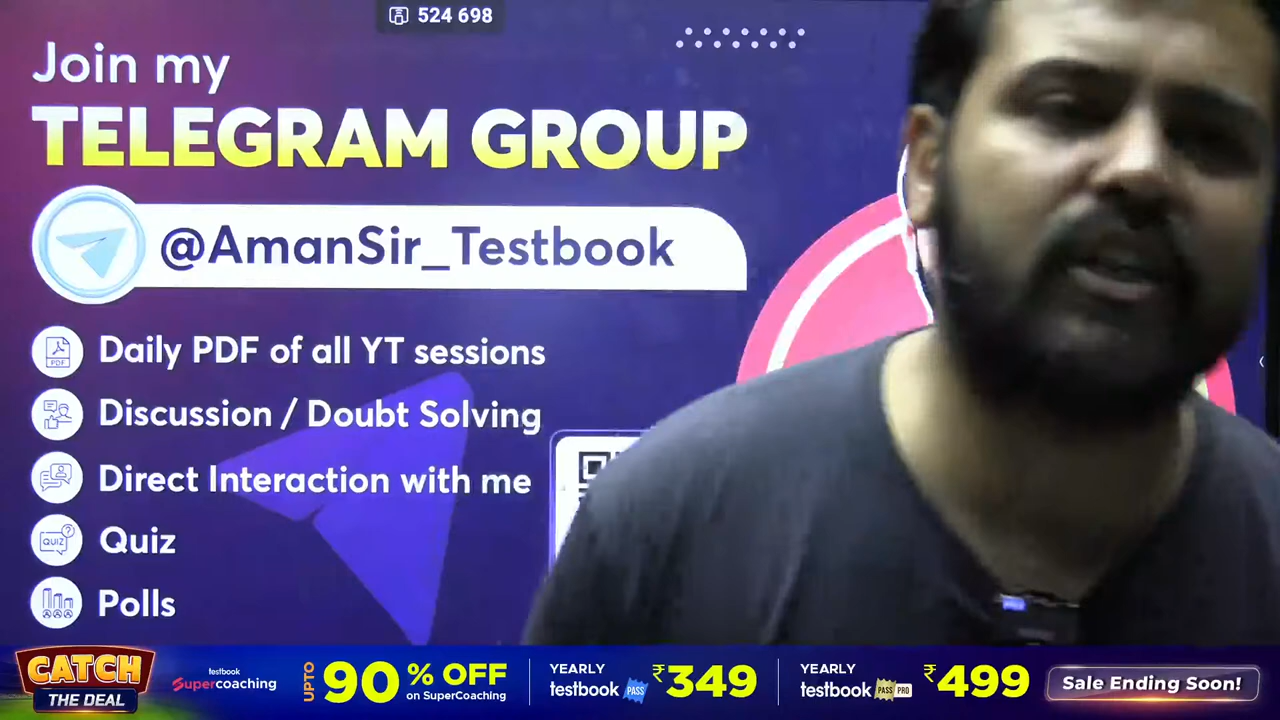 524 698
Join my
TELEGRAM GROUP
@AmanSir_Testbook
PDF
Daily PDF of all YT sessions
Discussion / Doubt Solving
Direct Interaction with me
QUIZ
Quiz
Polls
CATCH
THE DEAL
testbook
Supercoaching
UPTO
90% OFF
on SuperCoaching
YEARLY
testbook PASS
₹349
YEARLY
testbook PASS PRO
₹499
Sale Ending Soon!